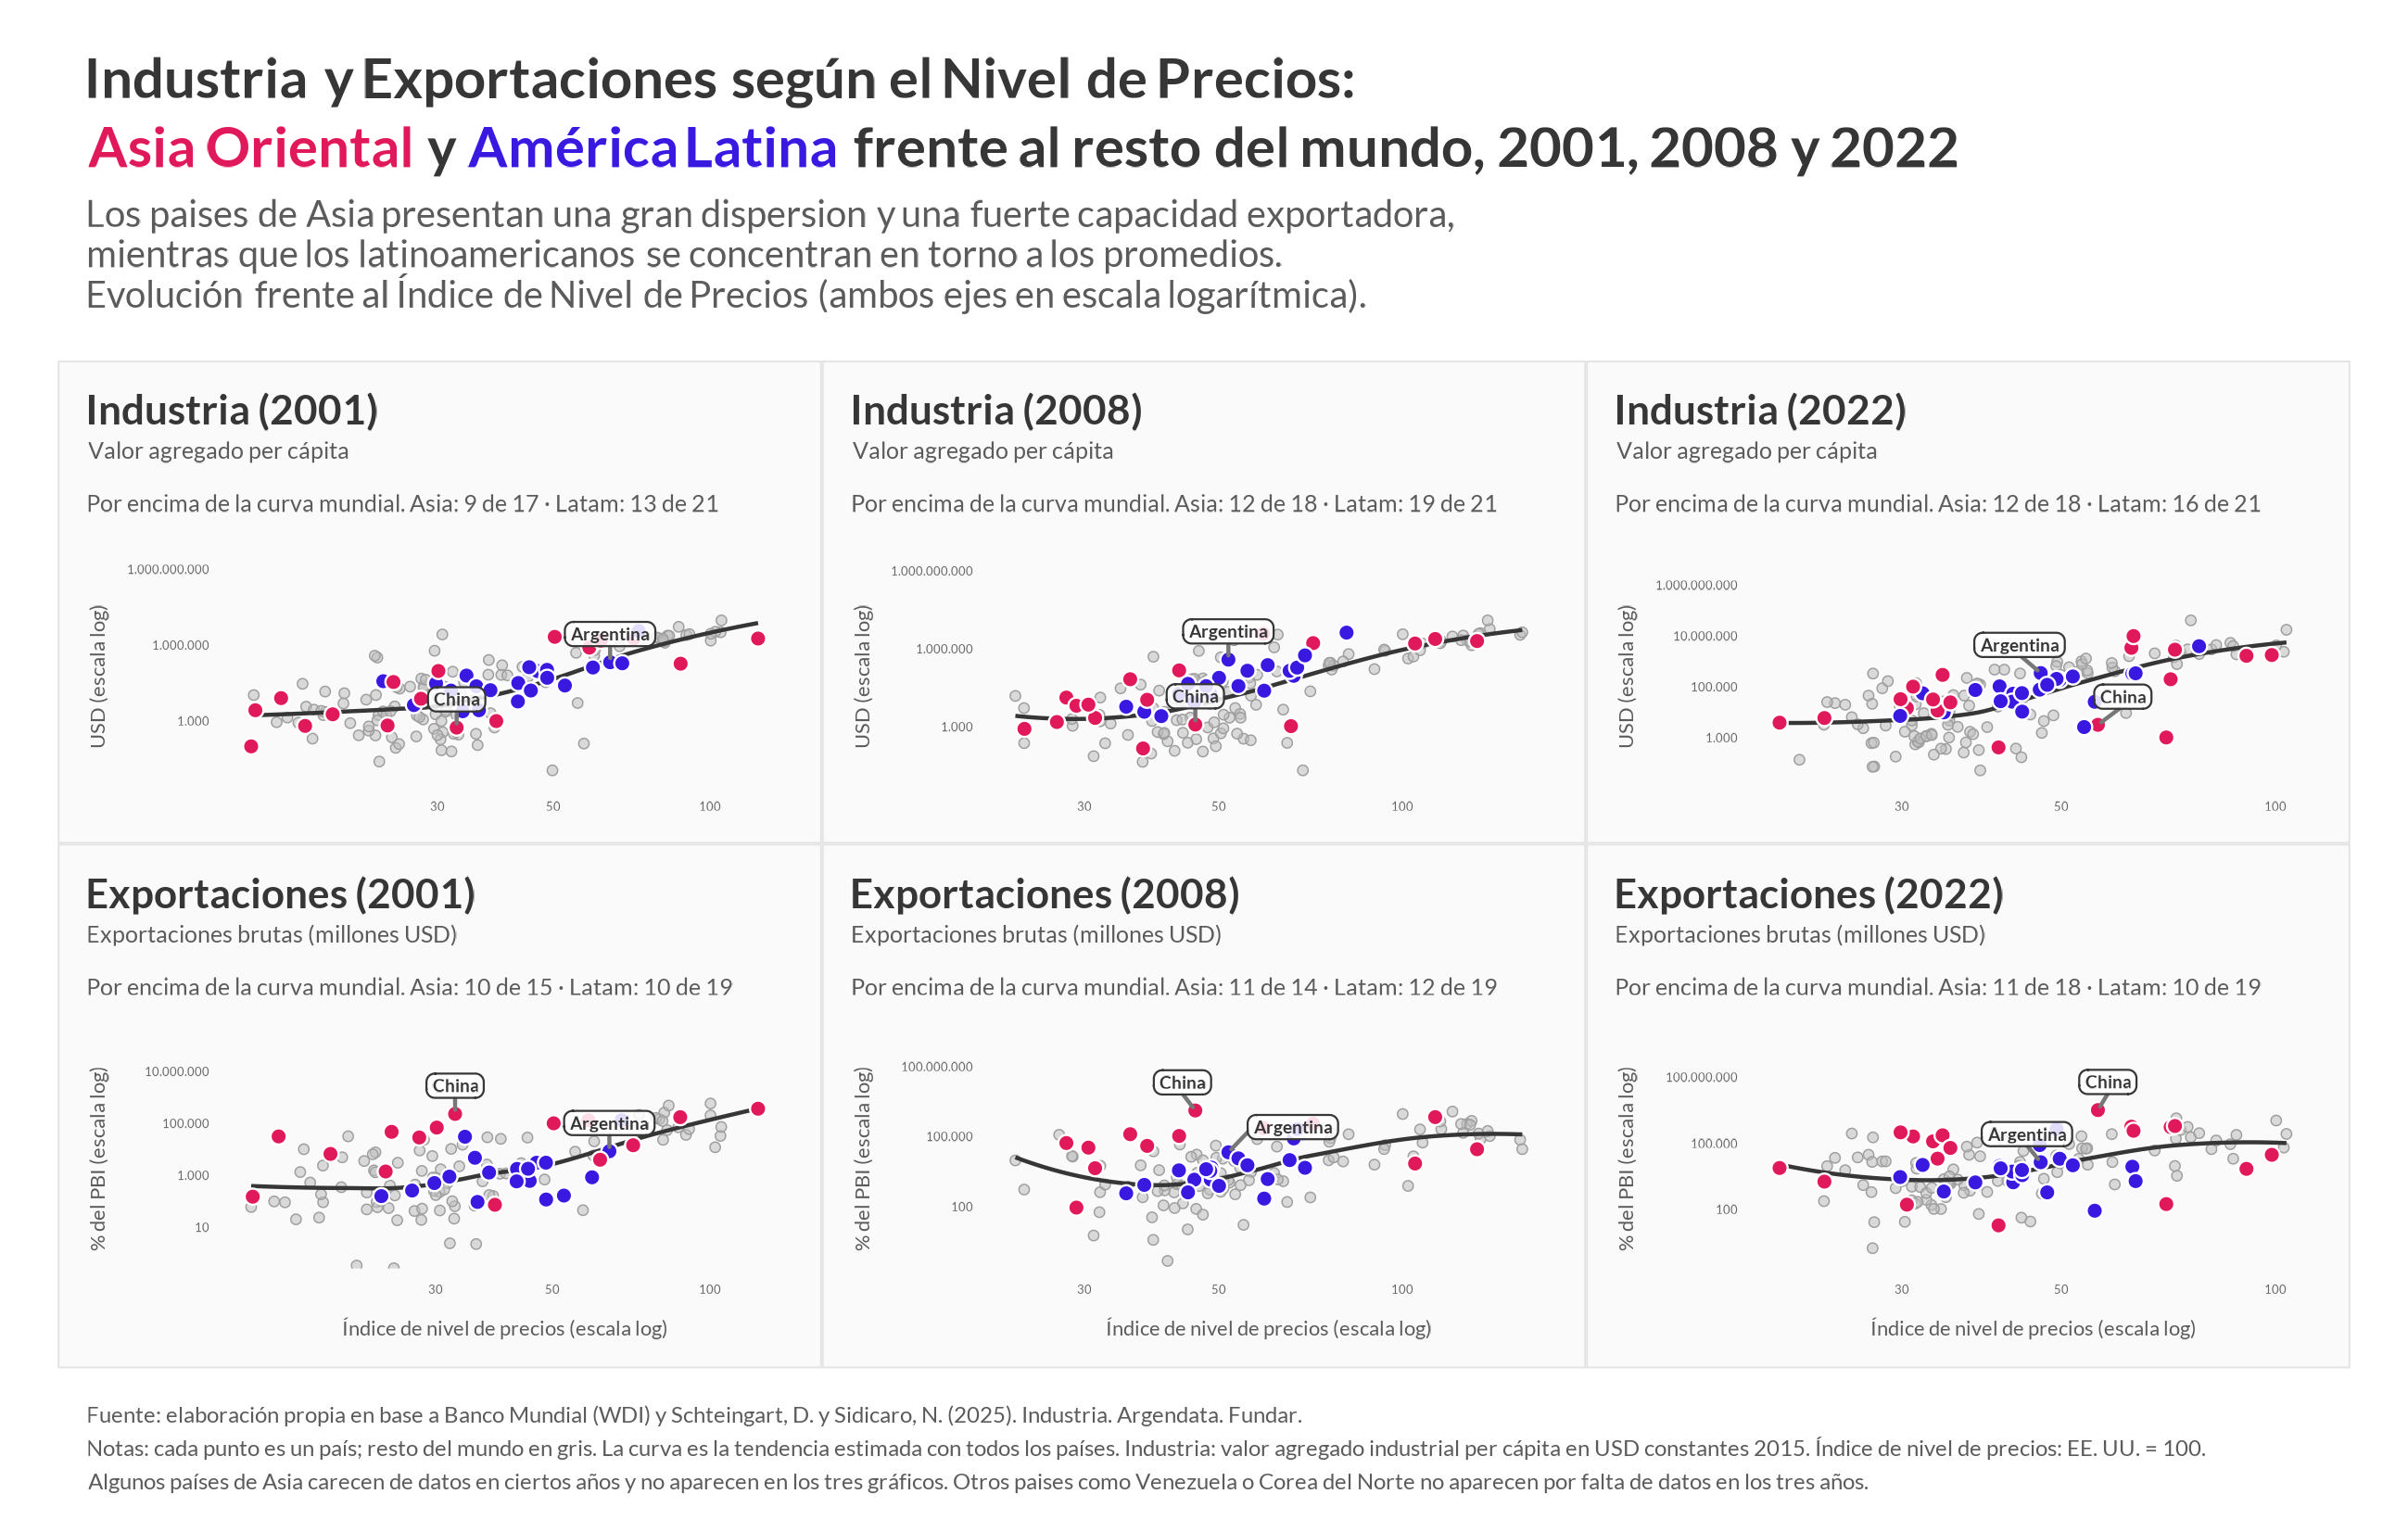 Industria y Exportaciones según el Nivel de Precios:
Asia Oriental y América Latina frente al resto del mundo, 2001, 2008 y 2022
Los paises de Asia presentan una gran dispersion y una fuerte capacidad exportadora,
mientras que los latinoamericanos se concentran en torno a los promedios.
Evolución frente al Índice de Nivel de Precios (ambos ejes en escala logarítmica).
Industria (2001)
Valor agregado per cápita
Por encima de la curva mundial. Asia: 9 de 17 · Latam: 13 de 21
1.000.000.000
1.000.000
1.000
USD (escala log)
Argentina
China
30 50 100
Industria (2008)
Valor agregado per cápita
Por encima de la curva mundial. Asia: 12 de 18 · Latam: 19 de 21
1.000.000.000
1.000.000
1.000
USD (escala log)
Argentina
China
30 50 100
Industria (2022)
Valor agregado per cápita
Por encima de la curva mundial. Asia: 12 de 18 · Latam: 16 de 21
1.000.000.000
10.000.000
100.000
1.000
USD (escala log)
Argentina
China
30 50 100
Exportaciones (2001)
Exportaciones brutas (millones USD)
Por encima de la curva mundial. Asia: 10 de 15 · Latam: 10 de 19
10.000.000
100.000
1.000
10
% del PBI (escala log)
China
Argentina
30 50 100
Índice de nivel de precios (escala log)
Exportaciones (2008)
Exportaciones brutas (millones USD)
Por encima de la curva mundial. Asia: 11 de 14 · Latam: 12 de 19
100.000.000
100.000
100
% del PBI (escala log)
China
Argentina
30 50 100
Índice de nivel de precios (escala log)
Exportaciones (2022)
Exportaciones brutas (millones USD)
Por encima de la curva mundial. Asia: 11 de 18 · Latam: 10 de 19
100.000.000
100.000
100
% del PBI (escala log)
China
Argentina
30 50 100
Índice de nivel de precios (escala log)
Fuente: elaboración propia en base a Banco Mundial (WDI) y Schteingart, D. y Sidicaro, N. (2025). Industria. Argendata. Fundar.
Notas: cada punto es un país; resto del mundo en gris. La curva es la tendencia estimada con todos los países. Industria: valor agregado industrial per cápita en USD constantes 2015. Índice de nivel de precios: EE. UU. = 100.
Algunos países de Asia carecen de datos en ciertos años y no aparecen en los tres gráficos. Otros paises como Venezuela o Corea del Norte no aparecen por falta de datos en los tres años.